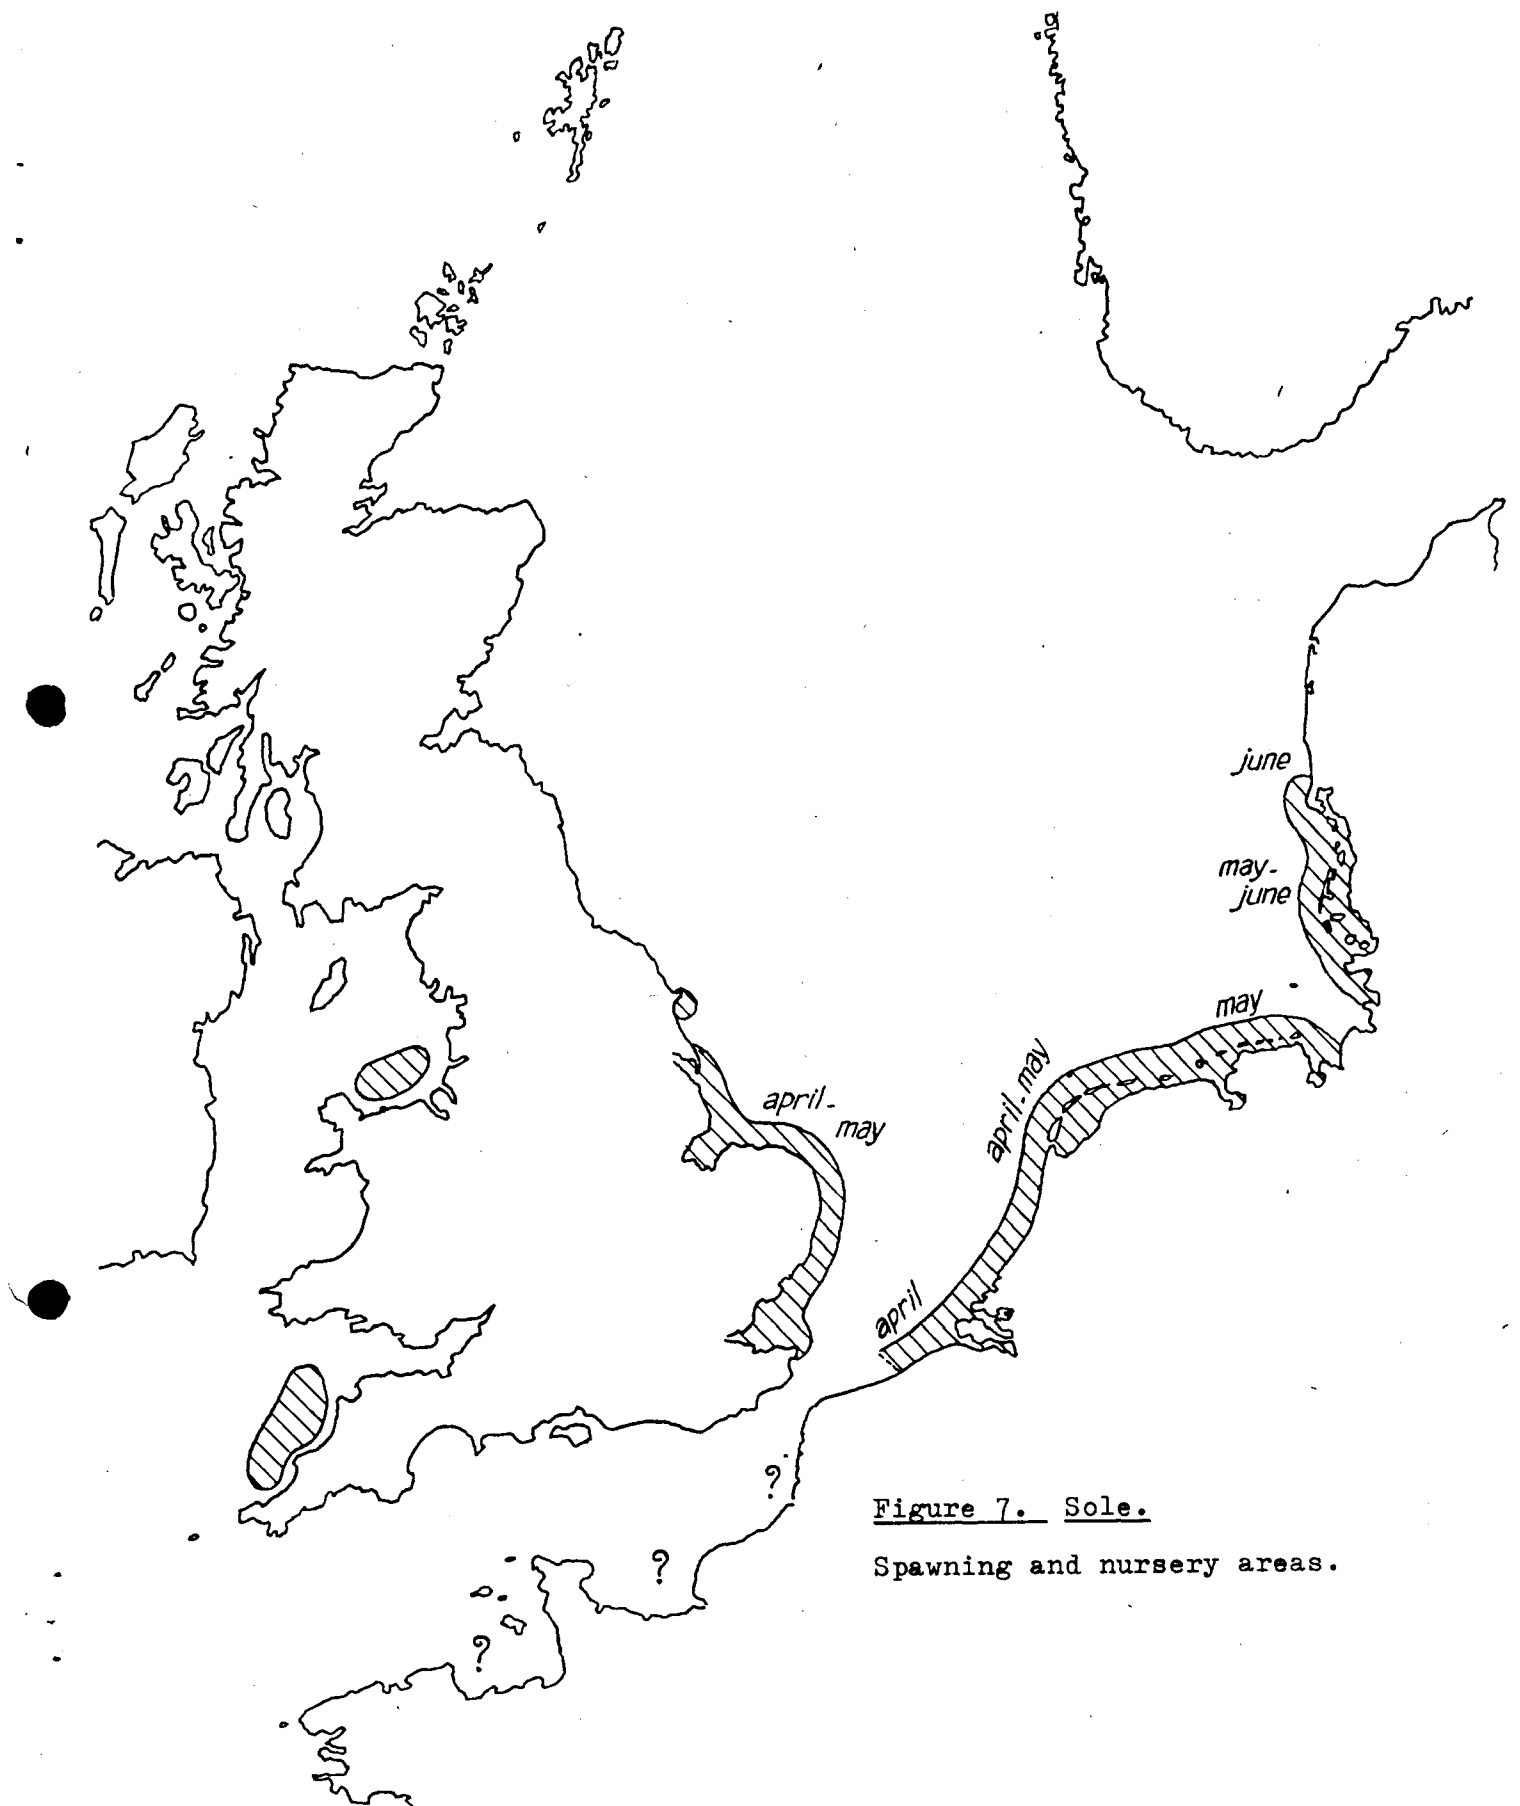 june
may-
june
may
april-may
april-
may
april
?
?
?
Figure 7. Sole.
Spawning and nursery areas.